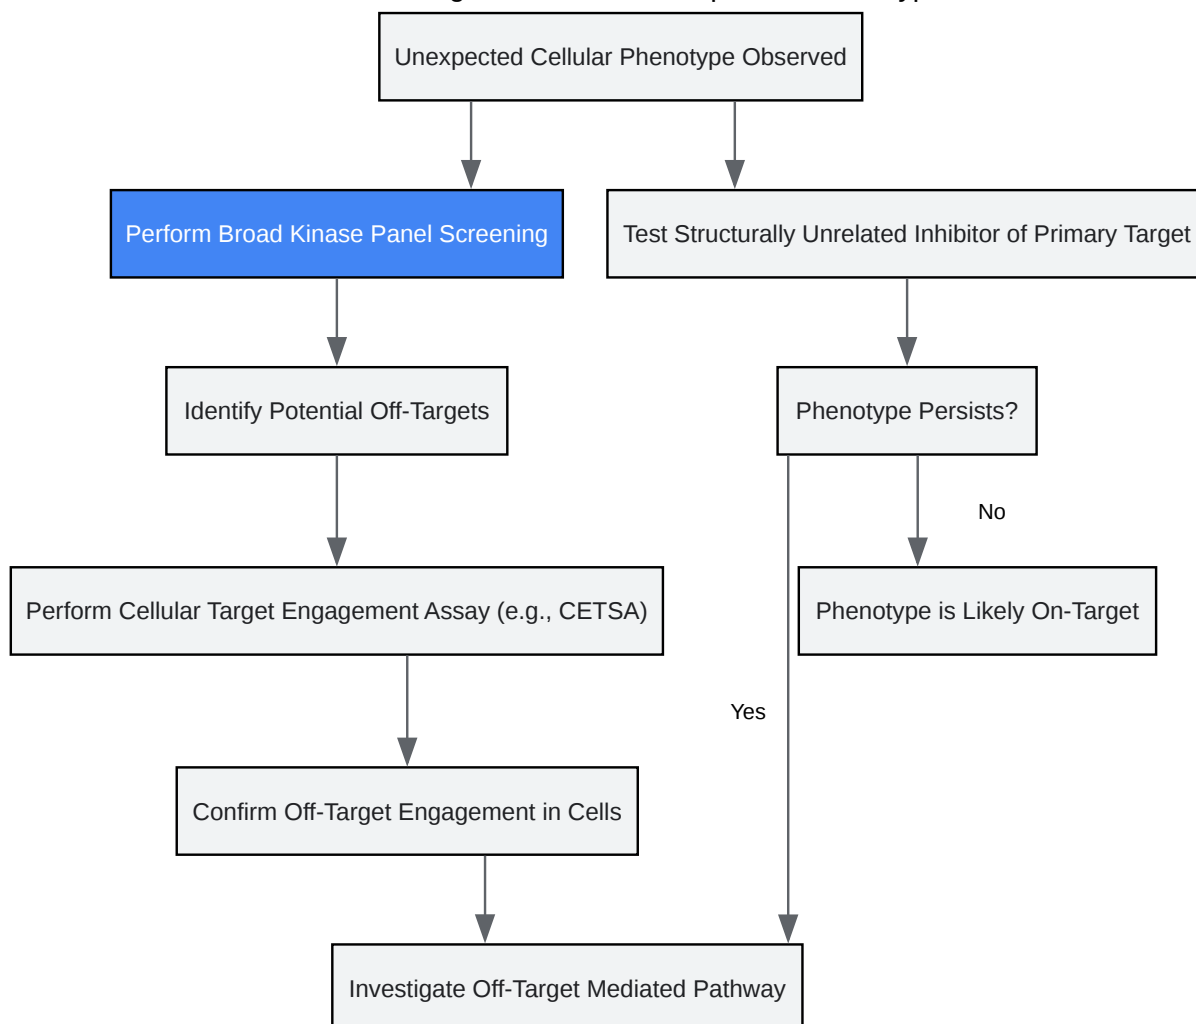 Unexpected Cellular Phenotype Observed
Perform Broad Kinase Panel Screening
Test Structurally Unrelated Inhibitor of Primary Target
Identify Potential Off-Targets
Phenotype Persists?
No
Perform Cellular Target Engagement Assay (e.g., CETSA)
Phenotype is Likely On-Target
Yes
Confirm Off-Target Engagement in Cells
Investigate Off-Target Mediated Pathway